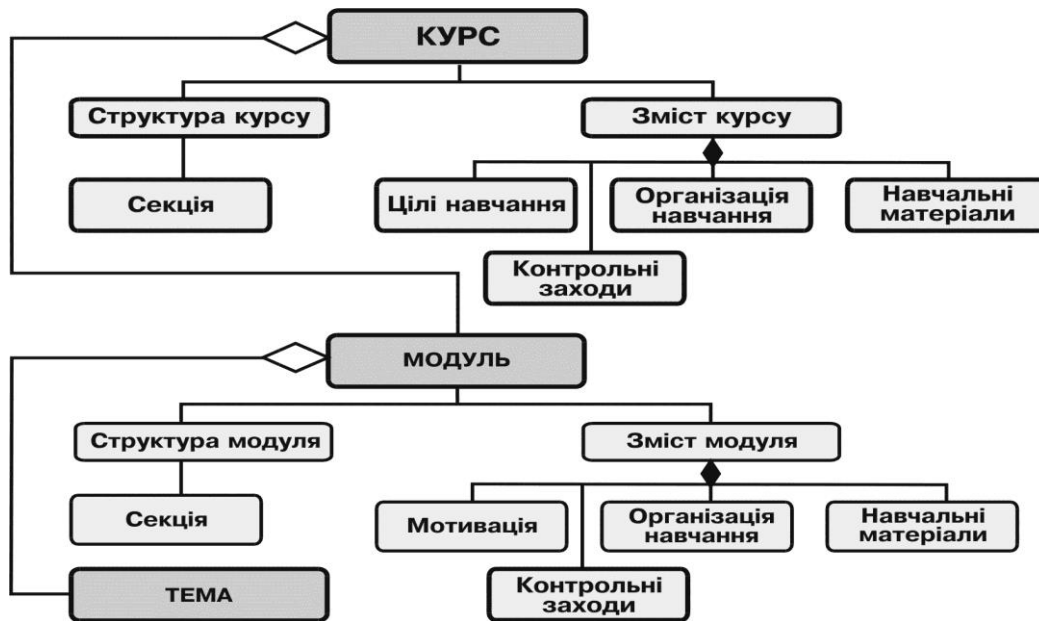 КУРС
Структура курсу
Зміст курсу
Секція
Цілі навчання
Організація
навчання
Навчальні
матеріали
Контрольні
заходи
МОДУЛЬ
Структура модуля
Зміст модуля
Секція
Мотивація
Організація
навчання
Навчальні
матеріали
Контрольні
заходи
ТЕМА